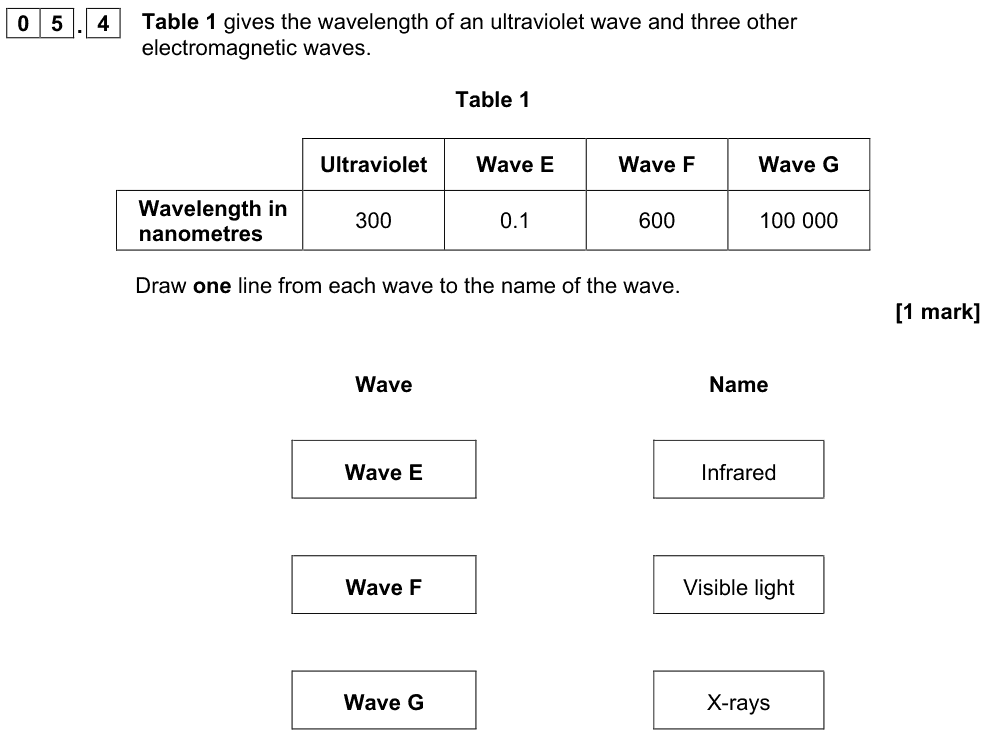 0 5 . 4 Table 1 gives the wavelength of an ultraviolet wave and three other
electromagnetic waves.
Table 1
Ultraviolet Wave E Wave F Wave G
Wavelength in
nanometres
300 0.1 600 100 000
Draw one line from each wave to the name of the wave.
[1 mark]
Wave Name
Wave E Infrared
Wave F Visible light
Wave G X-rays